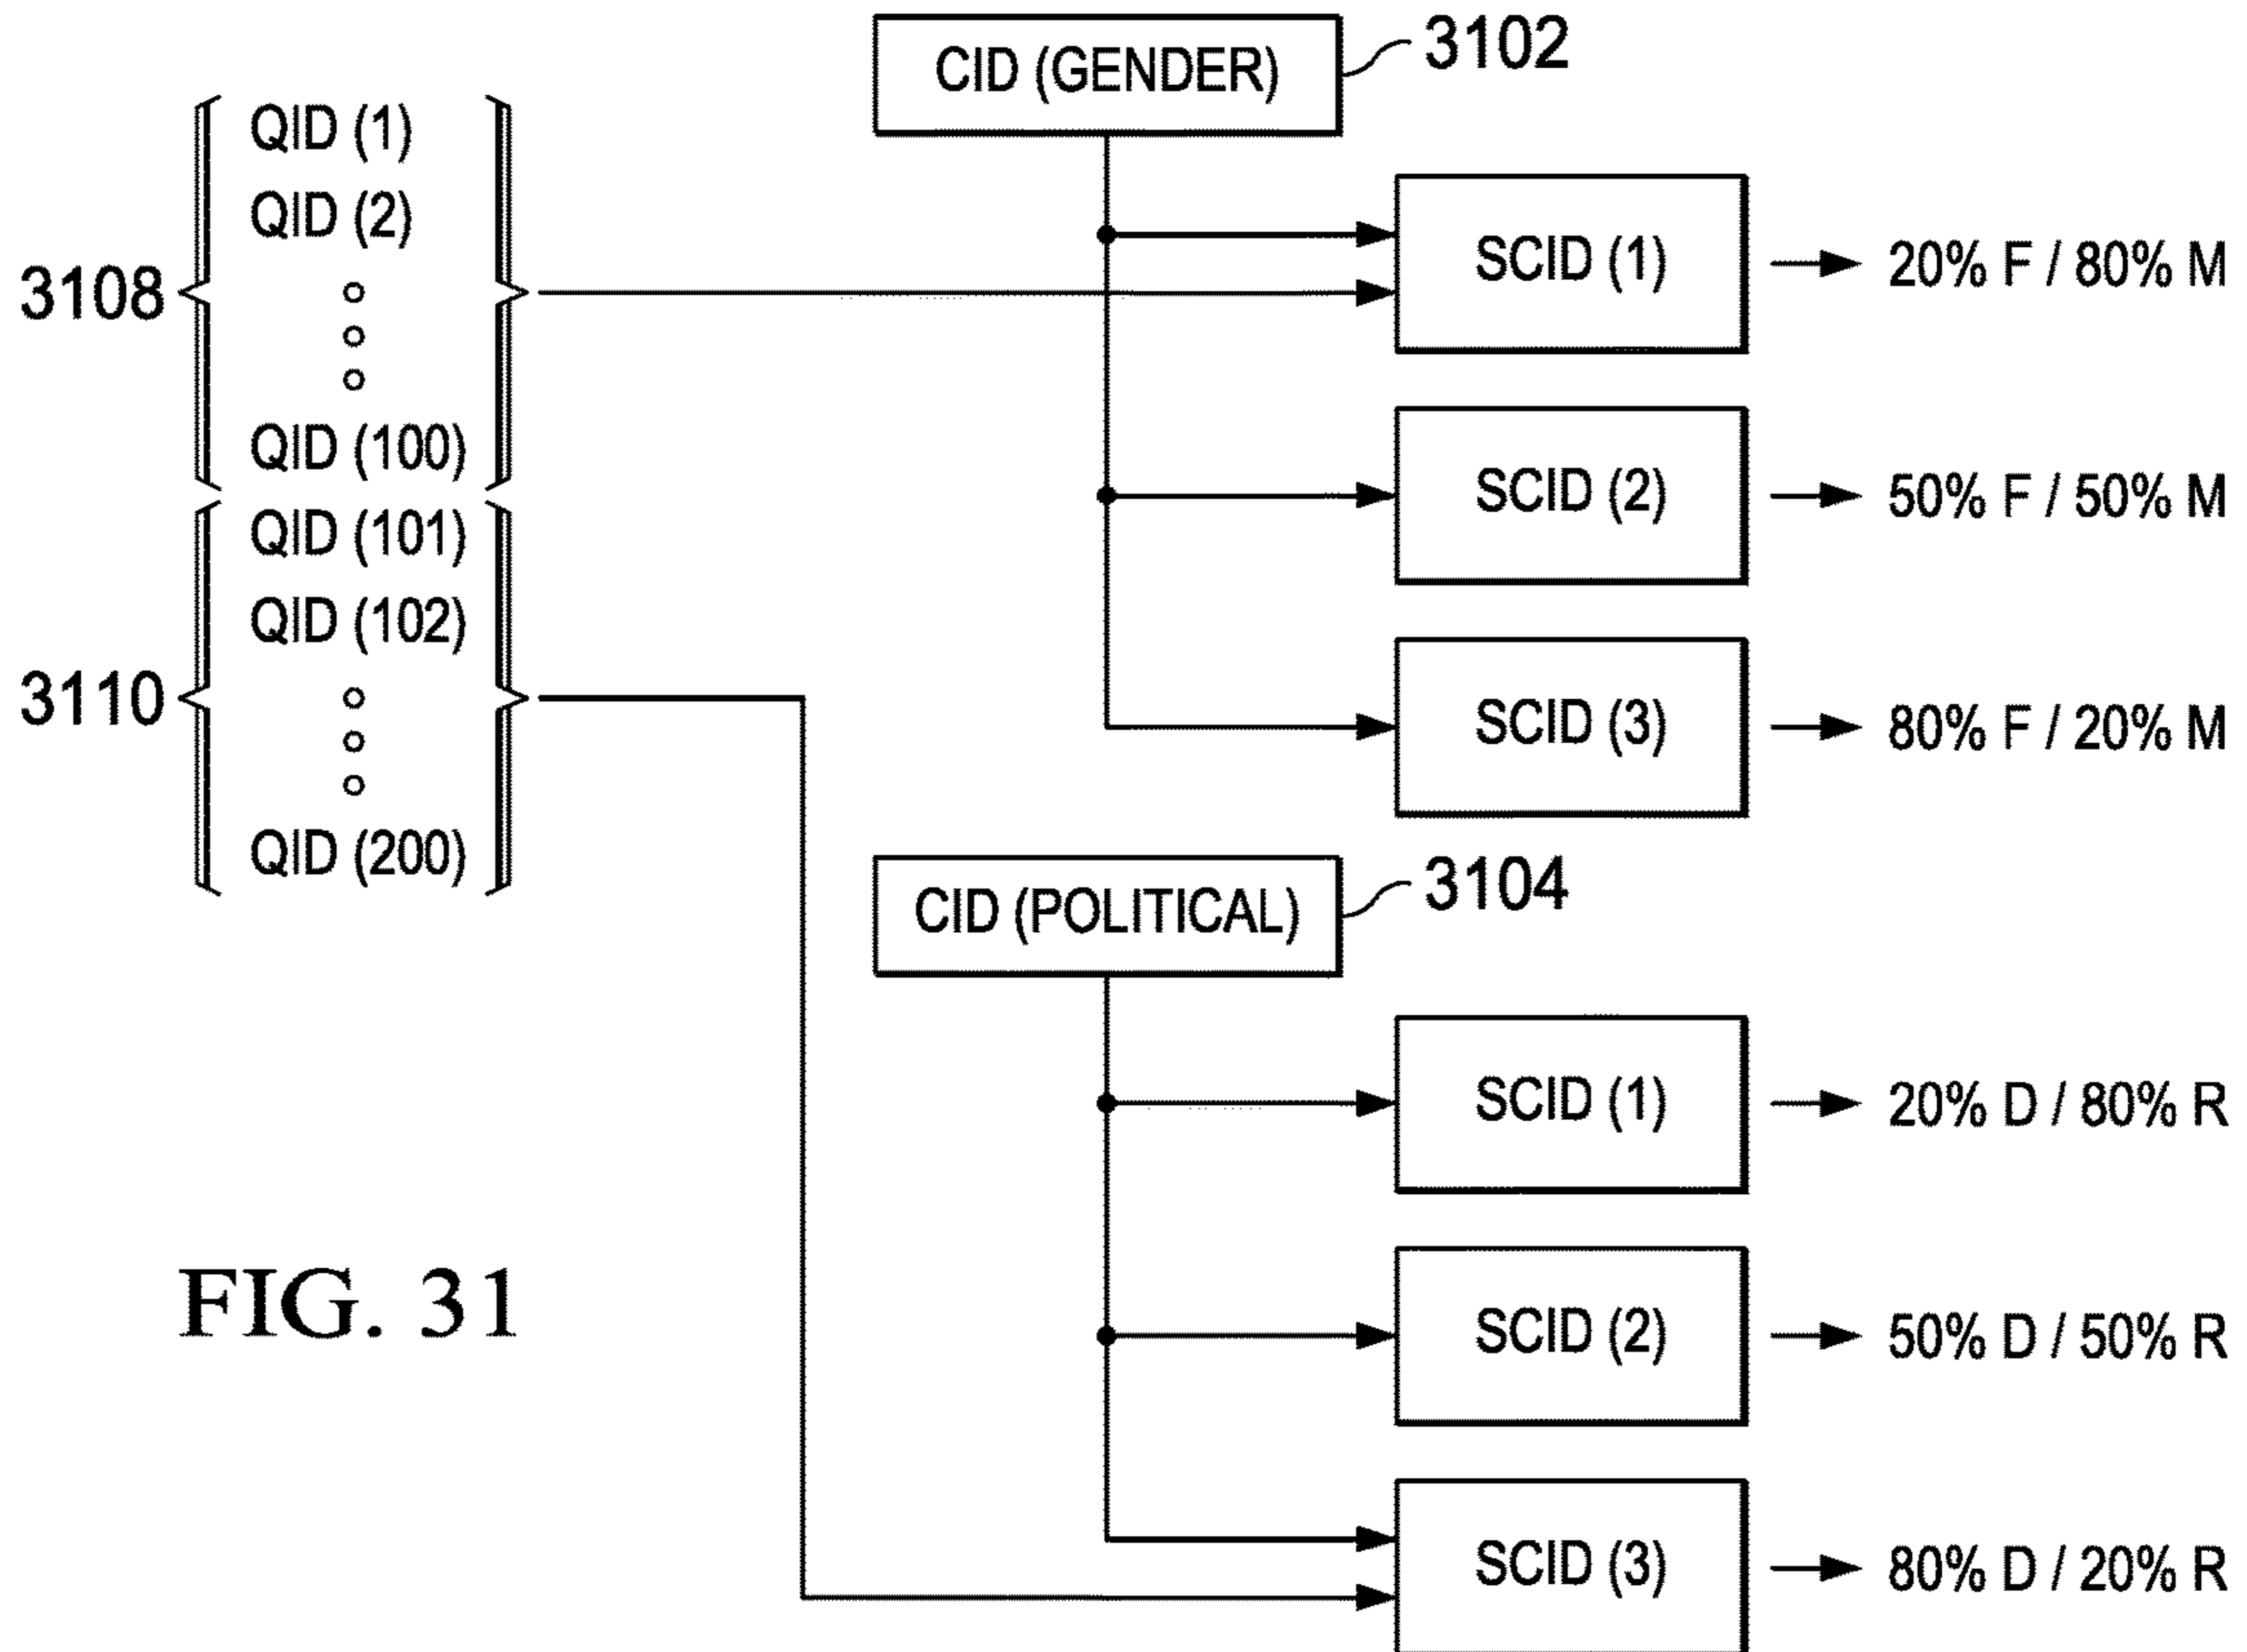 CID (GENDER)
3102
3108
QID (1)
QID (2)
QID (100)
3110
QID (101)
QID (102)
QID (200)
SCID (1)
20% F / 80% M
SCID (2)
50% F / 50% M
SCID (3)
80% F / 20% M
CID (POLITICAL)
3104
SCID (1)
20% D / 80% R
SCID (2)
50% D / 50% R
SCID (3)
80% D / 20% R
FIG. 31